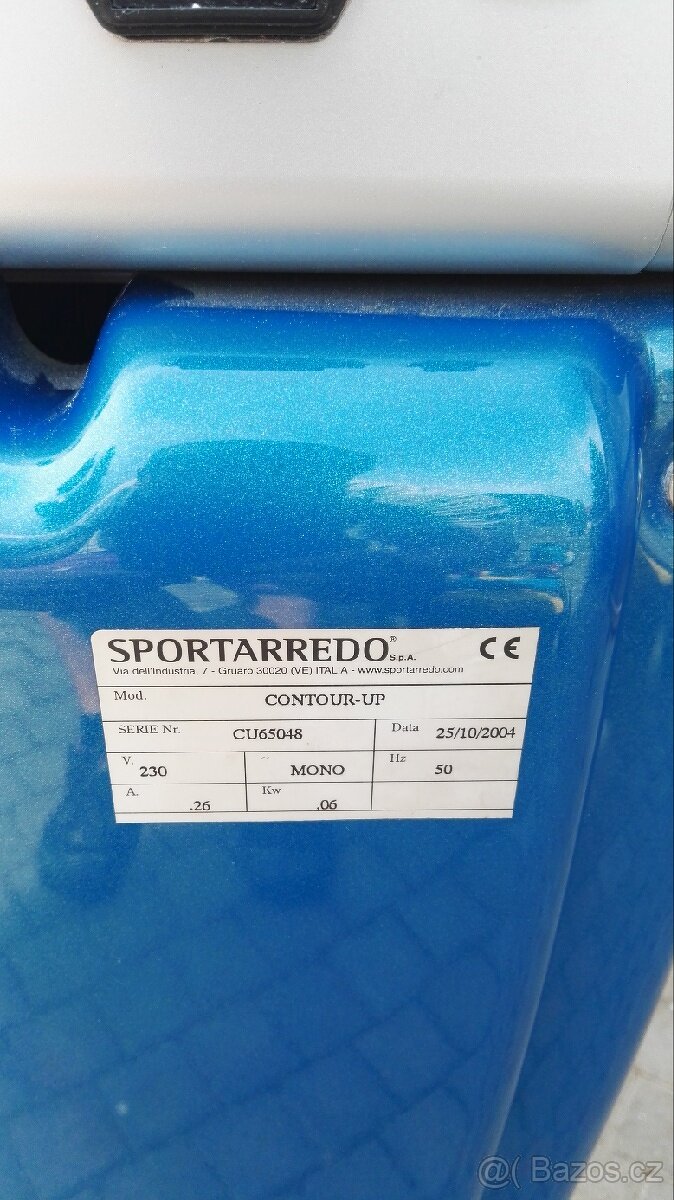 SPORTARREDO® S.p.A. CE
Via dell'Industria, 7 - Gruaro 30020 (VE) ITALIA - www.sportarredo.com
Mod. CONTOUR-UP
SERIE Nr. CU65048 Data 25/10/2004
V. 230 ~ MONO Hz 50
A. .26 Kw .06
@( Bazos.cz